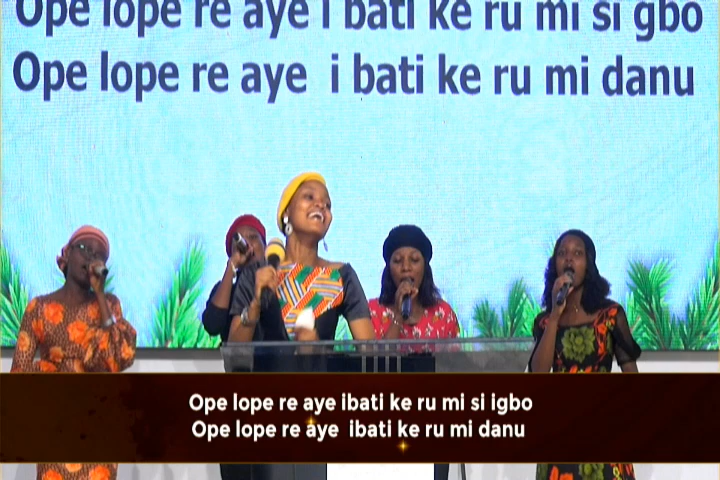 Ope lope re aye i bati ke ru mi si gbo
Ope lope re aye i bati ke ru mi danu
Ope lope re aye ibati ke ru mi si igbo
Ope lope re aye ibati ke ru mi danu